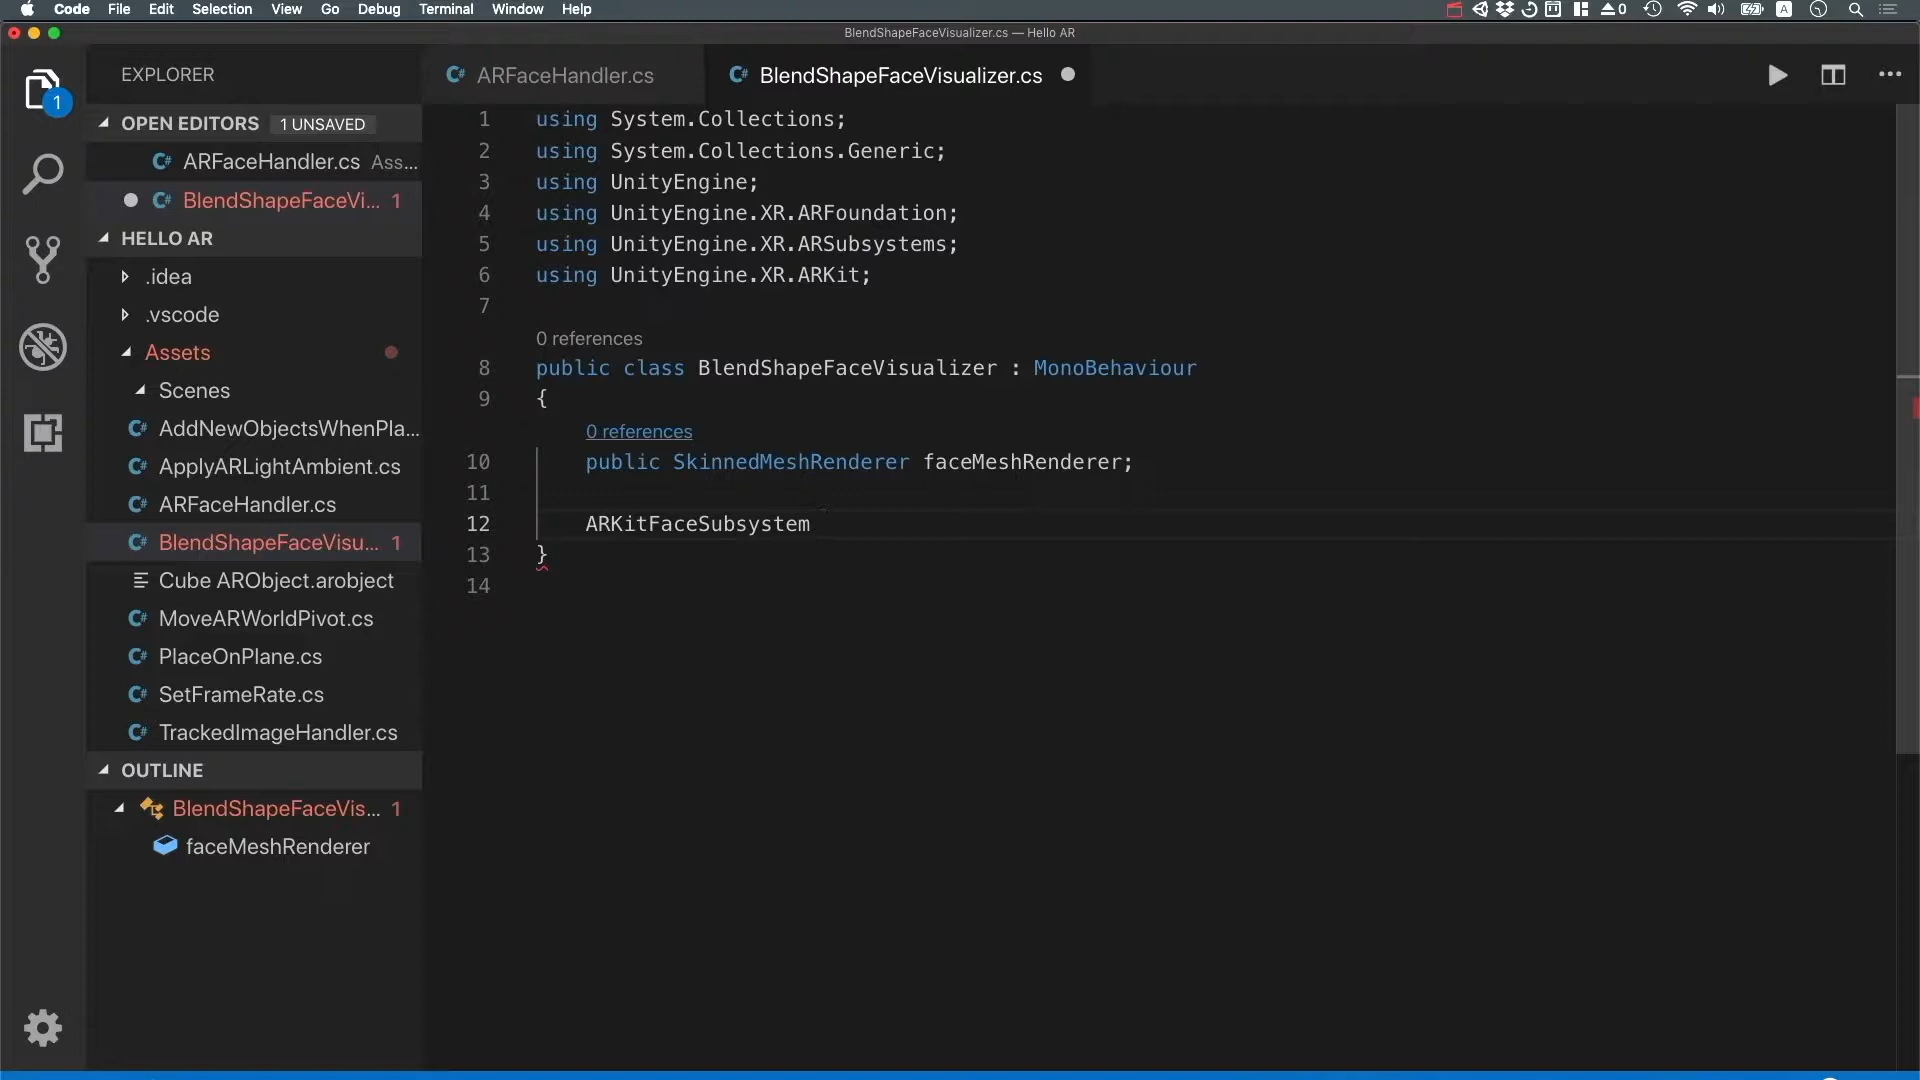 Code File Edit Selection View Go Debug Terminal Window Help
0
A
BlendShapeFaceVisualizer.cs — Hello AR
EXPLORER
1
OPEN EDITORS 1 UNSAVED
C# ARFaceHandler.cs Ass...
C# BlendShapeFaceVi... 1
HELLO AR
.idea
.vscode
Assets
Scenes
C# AddNewObjectsWhenPla...
C# ApplyARLightAmbient.cs
C# ARFaceHandler.cs
C# BlendShapeFaceVisu... 1
Cube ARObject.arobject
C# MoveARWorldPivot.cs
C# PlaceOnPlane.cs
C# SetFrameRate.cs
C# TrackedImageHandler.cs
OUTLINE
BlendShapeFaceVis... 1
faceMeshRenderer
C# ARFaceHandler.cs
C# BlendShapeFaceVisualizer.cs
1 using System.Collections;
2 using System.Collections.Generic;
3 using UnityEngine;
4 using UnityEngine.XR.ARFoundation;
5 using UnityEngine.XR.ARSubsystems;
6 using UnityEngine.XR.ARKit;
7
0 references
8 public class BlendShapeFaceVisualizer : MonoBehaviour
9 {
0 references
10 public SkinnedMeshRenderer faceMeshRenderer;
11
12 ARKitFaceSubsystem
13 }
14